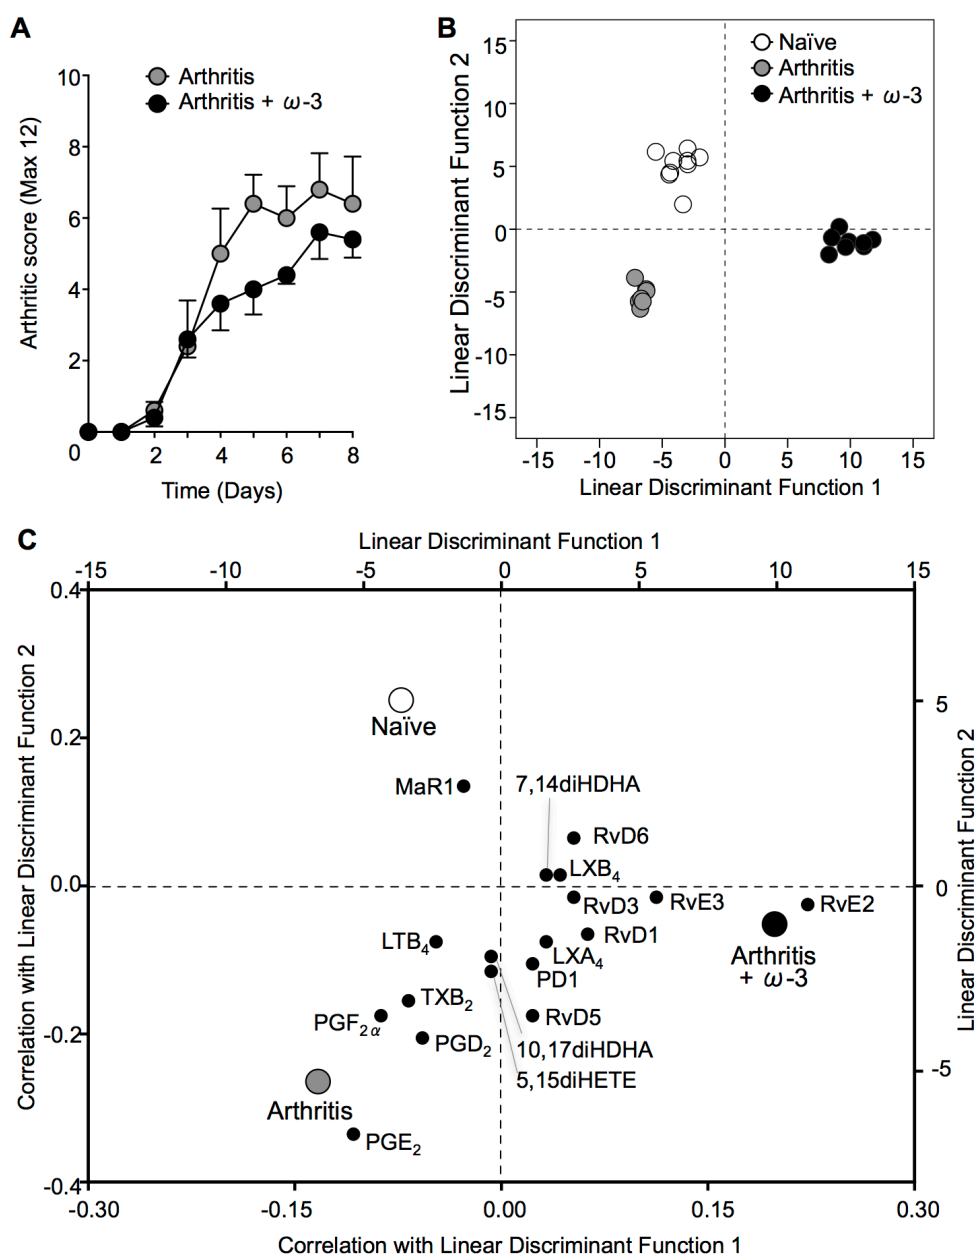 A
Arthritis
Arthritis + ω-3
10
8
6
4
2
0
2 4 6 8
Arthritic score (Max 12)
Time (Days)
B
Naïve
Arthritis
Arthritis + ω-3
15
10
5
0
-5
-10
-15
-15 -10 -5 0 5 10 15
Linear Discriminant Function 2
Linear Discriminant Function 1
C
Linear Discriminant Function 1
-15 -10 -5 0 5 10 15
0.4
0.2
0.0
-0.2
-0.4
Correlation with Linear Discriminant Function 2
5
0
-5
Linear Discriminant Function 2
Naïve
MaR1
7,14diHDHA
RvD6
LXB4
RvD3
RvE3
RvE2
RvD1
Arthritis
+ ω-3
LTB4
LXA4
PD1
TXB2
PGF2α
RvD5
PGD2
10,17diHDHA
5,15diHETE
Arthritis
PGE2
-0.30 -0.15 0.00 0.15 0.30
Correlation with Linear Discriminant Function 1